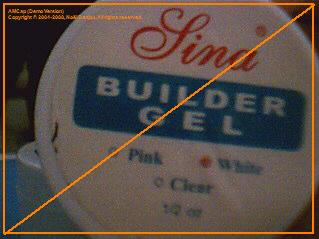 AMCap (Demo Version)
Copyright © 2004-2008, Noël Danjou. All rights reserved.
Sina®
BUILDER
GEL
Pink
White
Clear
1/2 oz